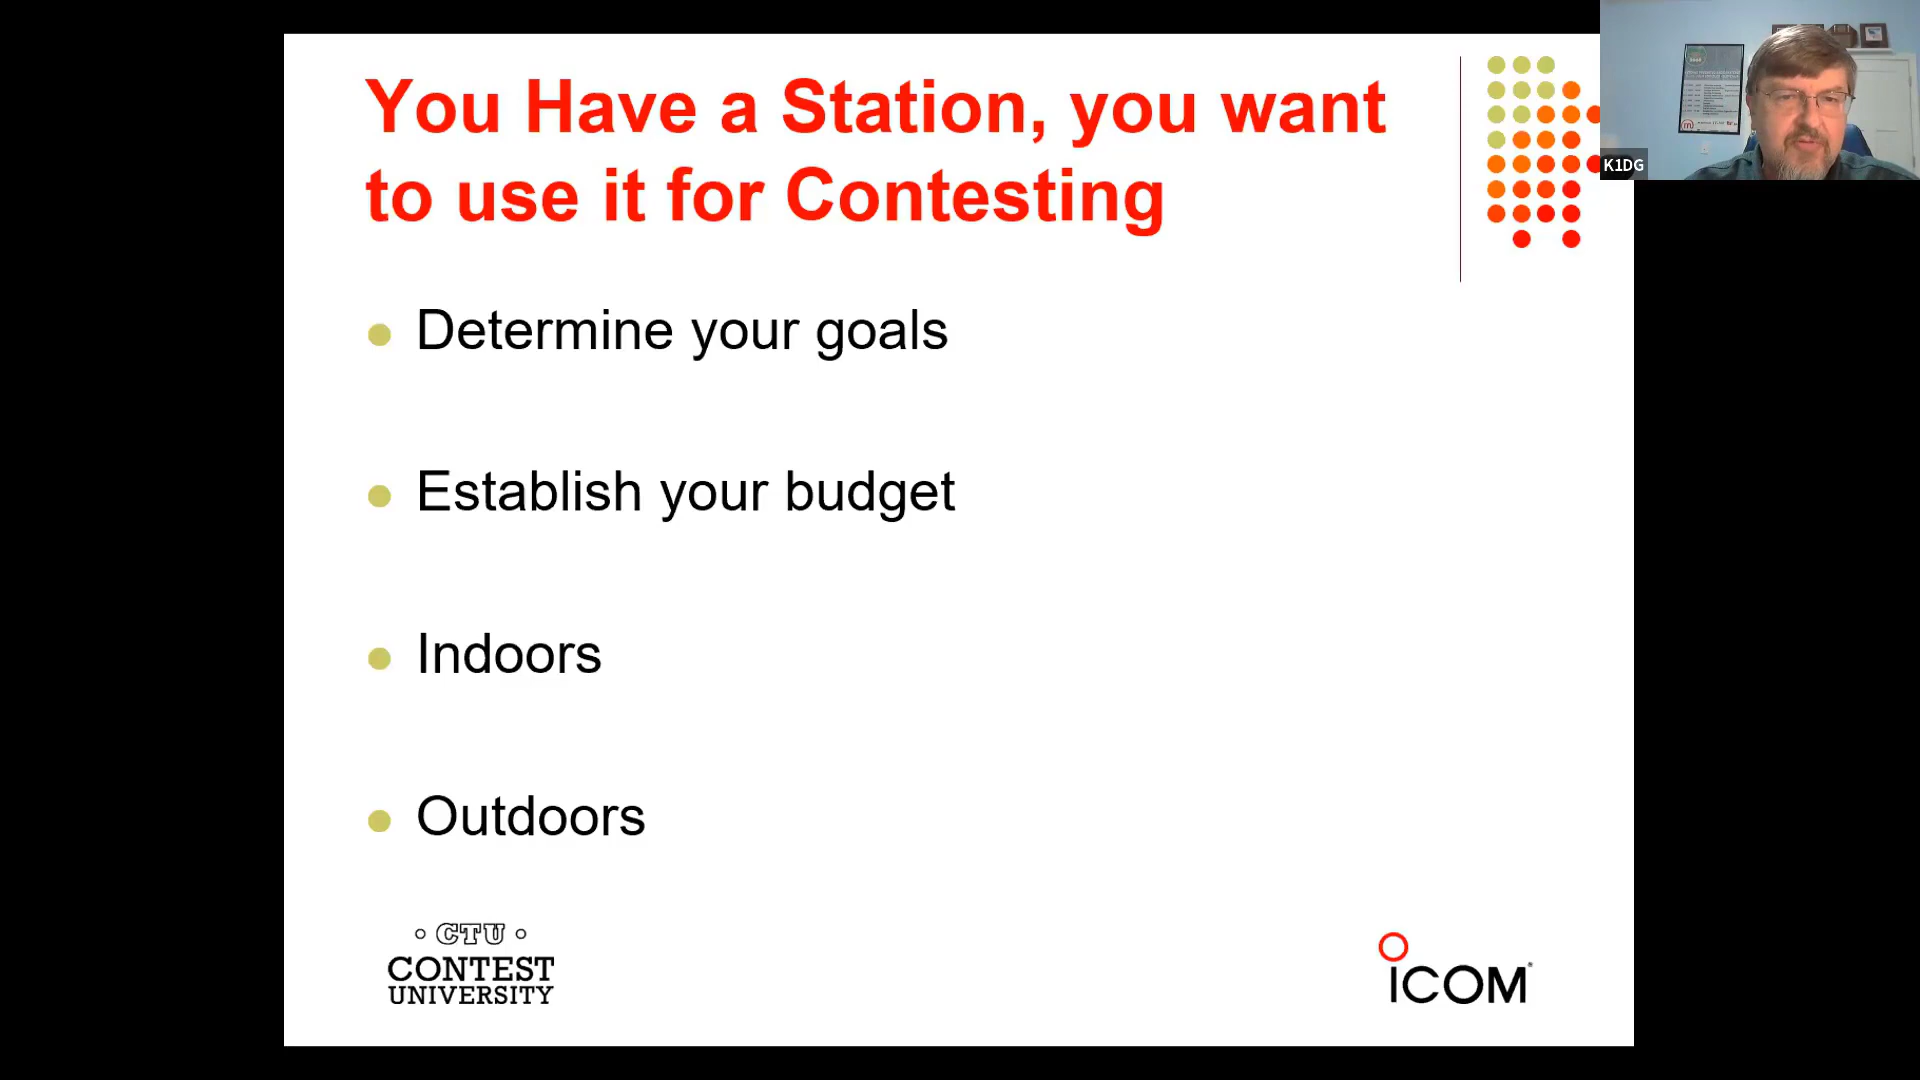 You Have a Station, you want
to use it for Contesting
K1DG
Determine your goals
Establish your budget
Indoors
Outdoors
CTU
CONTEST
UNIVERSITY
ICOM